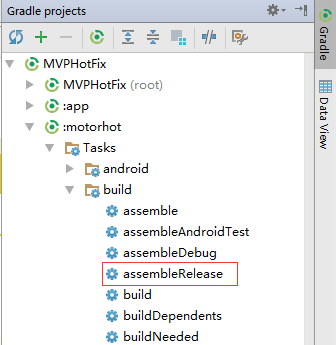 Gradle projects
MVPHotFix
MVPHotFix (root)
:app
:motorhot
Tasks
android
build
assemble
assembleAndroidTest
assembleDebug
assembleRelease
build
buildDependents
buildNeeded
Gradle
Data View